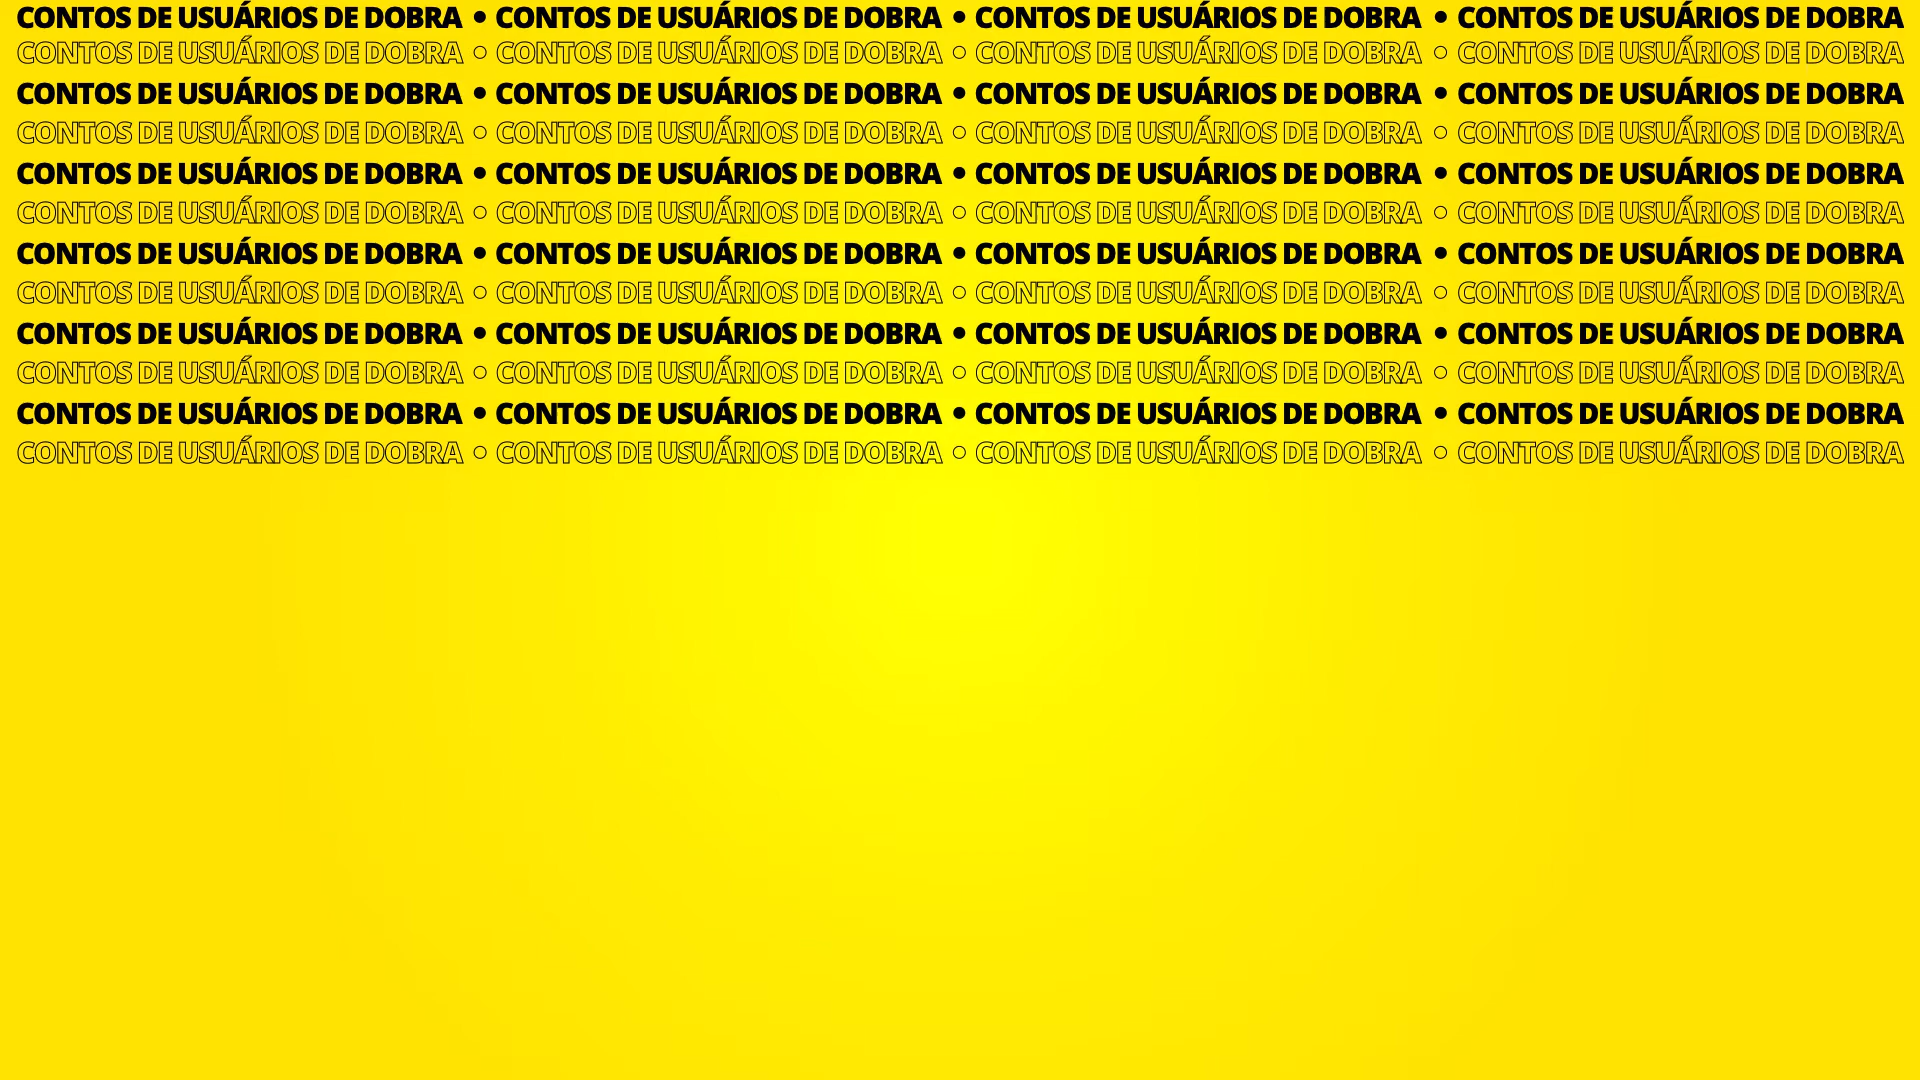 CONTOS DE USUÁRIOS DE DOBRA • CONTOS DE USUÁRIOS DE DOBRA • CONTOS DE USUÁRIOS DE DOBRA • CONTOS DE USUÁRIOS DE DOBRA
CONTOS DE USUÁRIOS DE DOBRA ○ CONTOS DE USUÁRIOS DE DOBRA ○ CONTOS DE USUÁRIOS DE DOBRA ○ CONTOS DE USUÁRIOS DE DOBRA
CONTOS DE USUÁRIOS DE DOBRA • CONTOS DE USUÁRIOS DE DOBRA • CONTOS DE USUÁRIOS DE DOBRA • CONTOS DE USUÁRIOS DE DOBRA
CONTOS DE USUÁRIOS DE DOBRA ○ CONTOS DE USUÁRIOS DE DOBRA ○ CONTOS DE USUÁRIOS DE DOBRA ○ CONTOS DE USUÁRIOS DE DOBRA
CONTOS DE USUÁRIOS DE DOBRA • CONTOS DE USUÁRIOS DE DOBRA • CONTOS DE USUÁRIOS DE DOBRA • CONTOS DE USUÁRIOS DE DOBRA
CONTOS DE USUÁRIOS DE DOBRA ○ CONTOS DE USUÁRIOS DE DOBRA ○ CONTOS DE USUÁRIOS DE DOBRA ○ CONTOS DE USUÁRIOS DE DOBRA
CONTOS DE USUÁRIOS DE DOBRA • CONTOS DE USUÁRIOS DE DOBRA • CONTOS DE USUÁRIOS DE DOBRA • CONTOS DE USUÁRIOS DE DOBRA
CONTOS DE USUÁRIOS DE DOBRA ○ CONTOS DE USUÁRIOS DE DOBRA ○ CONTOS DE USUÁRIOS DE DOBRA ○ CONTOS DE USUÁRIOS DE DOBRA
CONTOS DE USUÁRIOS DE DOBRA • CONTOS DE USUÁRIOS DE DOBRA • CONTOS DE USUÁRIOS DE DOBRA • CONTOS DE USUÁRIOS DE DOBRA
CONTOS DE USUÁRIOS DE DOBRA ○ CONTOS DE USUÁRIOS DE DOBRA ○ CONTOS DE USUÁRIOS DE DOBRA ○ CONTOS DE USUÁRIOS DE DOBRA
CONTOS DE USUÁRIOS DE DOBRA • CONTOS DE USUÁRIOS DE DOBRA • CONTOS DE USUÁRIOS DE DOBRA • CONTOS DE USUÁRIOS DE DOBRA
CONTOS DE USUÁRIOS DE DOBRA ○ CONTOS DE USUÁRIOS DE DOBRA ○ CONTOS DE USUÁRIOS DE DOBRA ○ CONTOS DE USUÁRIOS DE DOBRA